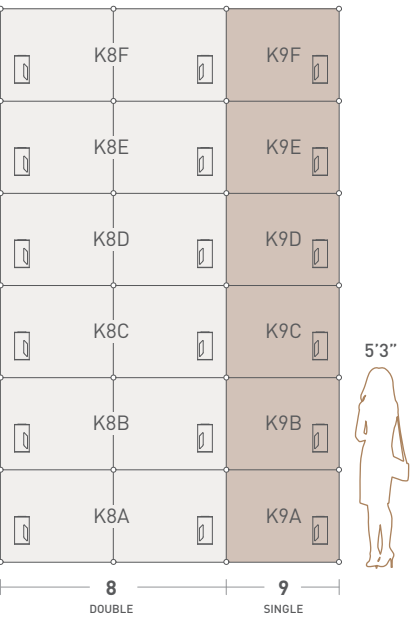 K8F K9F
K8E K9E
K8D K9D
K8C K9C
5’3”
K8B K9B
K8A K9A
8 9
DOUBLE SINGLE